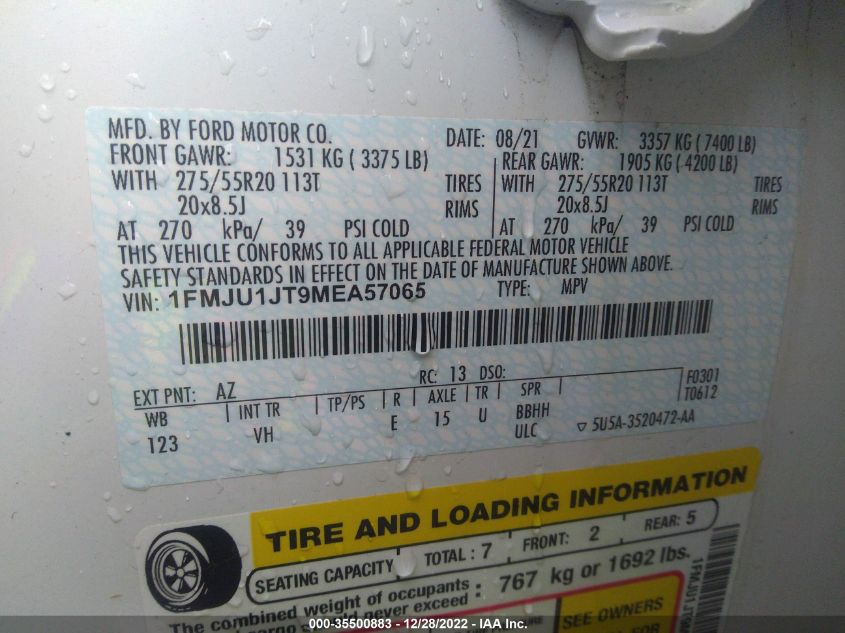 MFD. BY FORD MOTOR CO. DATE: 08/21 GVWR: 3357 KG ( 7400 LB)
FRONT GAWR: 1531 KG ( 3375 LB) REAR GAWR: 1905 KG ( 4200 LB)
WITH 275/55R20 113T TIRES WITH 275/55R20 113T TIRES
20x8.5J RIMS 20x8.5J RIMS
AT 270 kPa/ 39 PSI COLD AT 270 kPa/ 39 PSI COLD
THIS VEHICLE CONFORMS TO ALL APPLICABLE FEDERAL MOTOR VEHICLE
SAFETY STANDARDS IN EFFECT ON THE DATE OF MANUFACTURE SHOWN ABOVE.
VIN: 1FMJU1JT9MEA57065 TYPE: MPV
EXT PNT: AZ RC: 13 DSO: F0301
WB INT TR TP/PS R AXLE TR SPR T0612
123 VH E 15 U BBHH
ULC ▽ 5U5A-3520472-AA
TIRE AND LOADING INFORMATION
SEATING CAPACITY TOTAL : 7 FRONT: 2 REAR: 5
The combined weight of occupants : 767 kg or 1692 lbs.
should never exceed
SEE OWNERS
1FMJU1JT9M
000-35500883 - 12/28/2022 - IAA Inc.